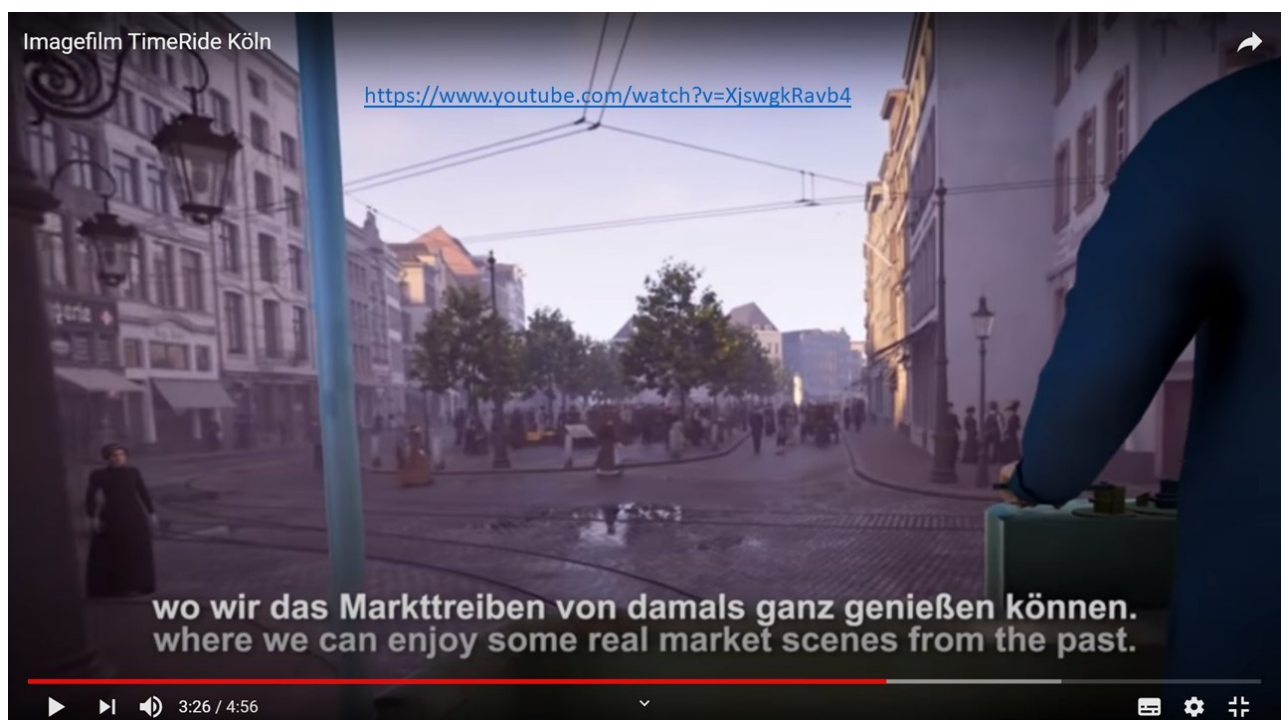 Imagefilm TimeRide Köln
https://www.youtube.com/watch?v=XjswgkRavb4
wo wir das Markttreiben von damals ganz genießen können.
where we can enjoy some real market scenes from the past.
3:26 / 4:56